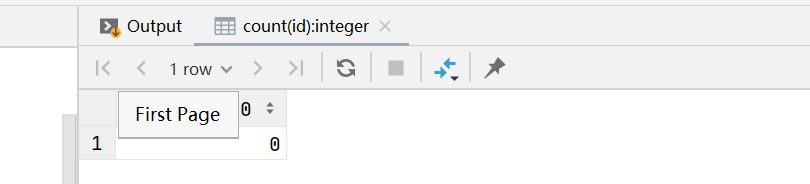 Output
count(id):integer
1 row
First Page
0
1
0